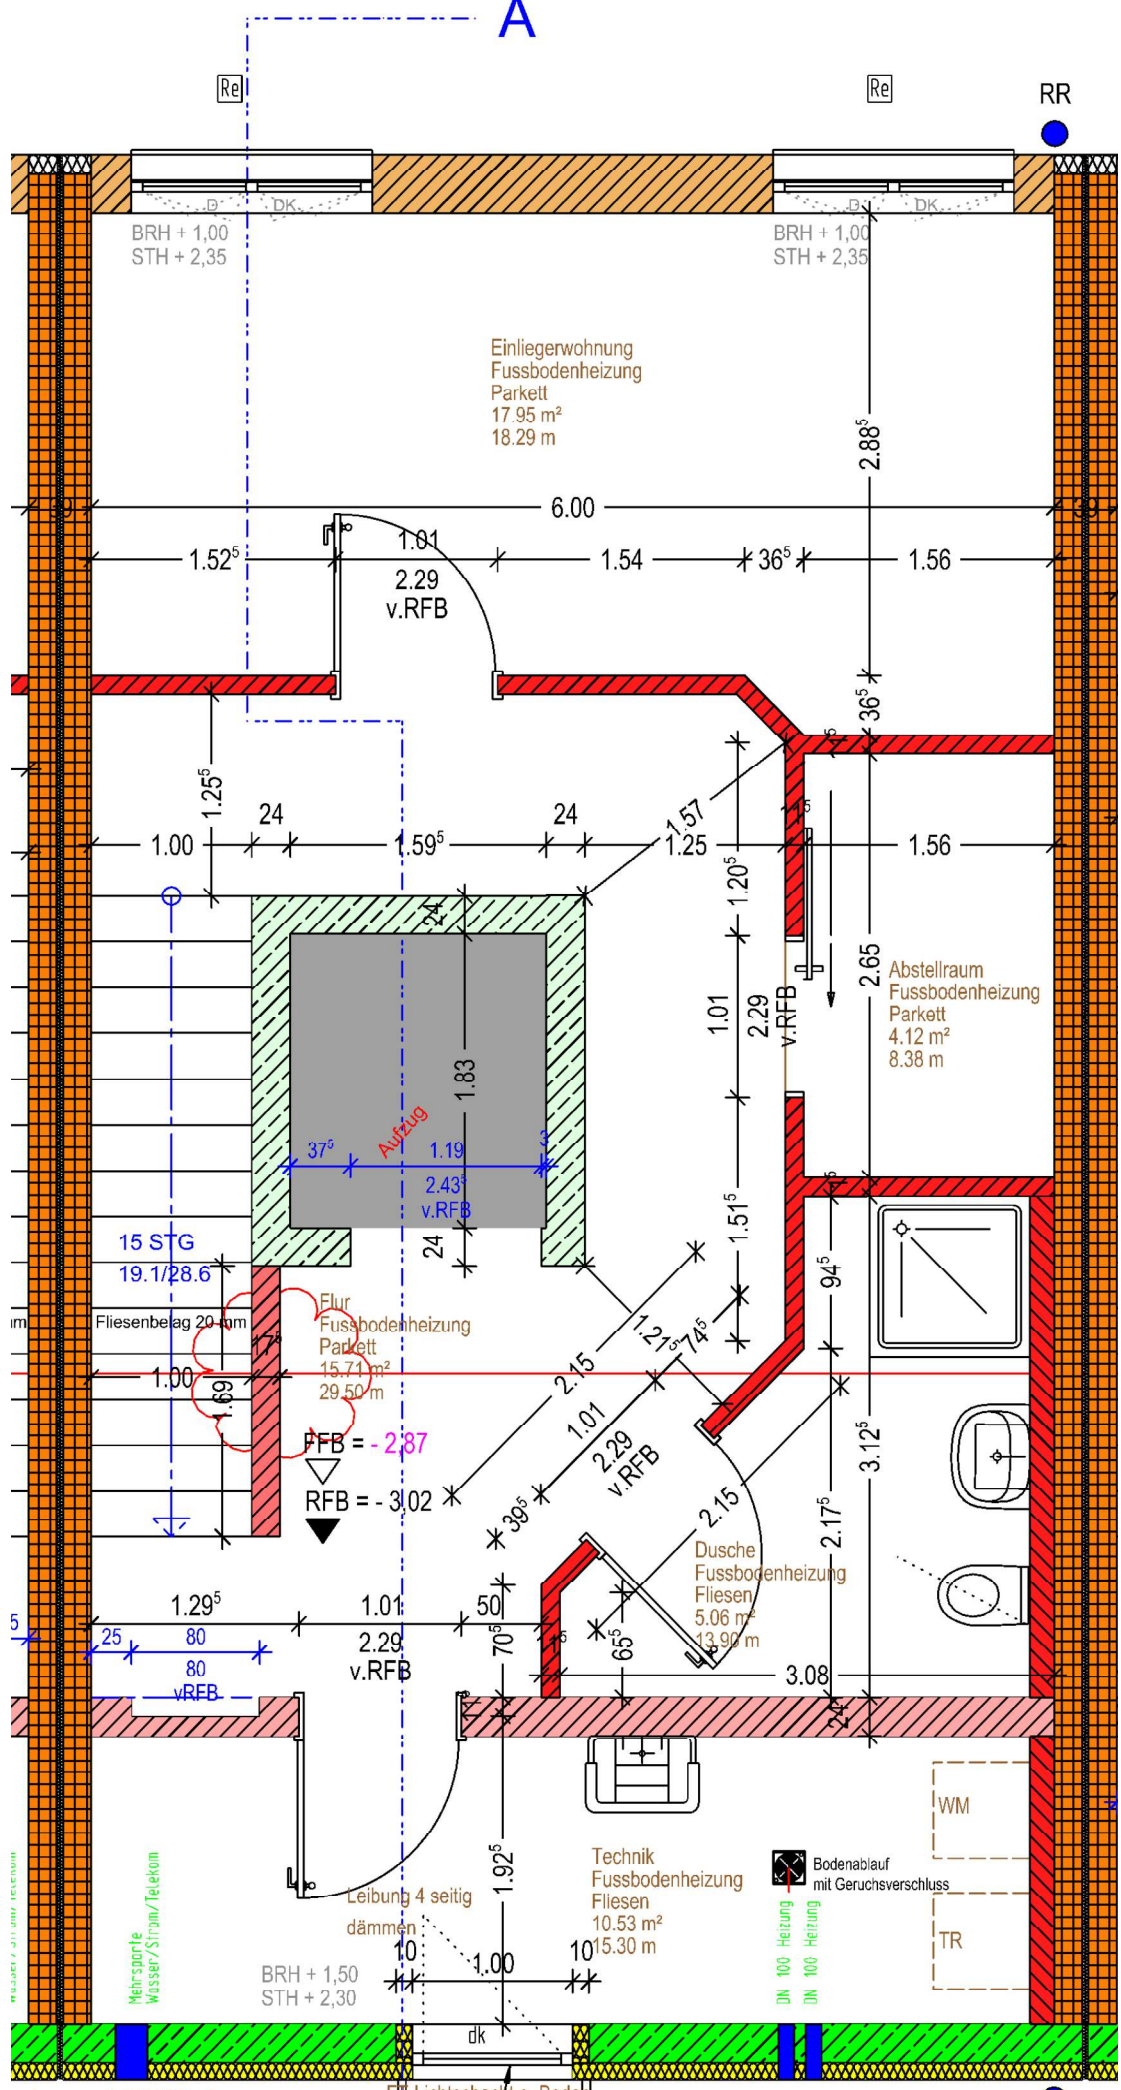 A
Re
Re
RR
D
DK
D
DK
BRH + 1,00
STH + 2,35
BRH + 1,00
STH + 2,35
Einliegerwohnung
Fussbodenheizung
Parkett
17.95 m²
18.29 m
2.88⁵
39
6.00
39
1.52⁵
1.01
2.29
v.RFB
1.54
36⁵
1.56
36⁵
1.25⁵
24
24
1.57
11⁵
1.00
1.59⁵
1.25
1.56
1.20⁵
24
2.65
Abstellraum
Fussbodenheizung
Parkett
4.12 m²
8.38 m
1.01
2.29
v.RFB
1.83
Aufzug
37⁵
1.19
3
2.43⁵
v.RFB
24
1.51⁵
15 STG
19.1/28.6
94⁵
Flur
Fussbodenheizung
Parkett
15.71 m²
29.50 m
Fliesenbelag 20 mm
mm
17⁵
1.00
1.69
1.21⁵
74⁵
2.15
1.01
2.29
v.RFB
FFB = - 2,87
RFB = - 3,02
3.12⁵
2.17⁵
2.15
39⁵
Dusche
Fussbodenheizung
Fliesen
5.06 m²
13.90 m
1.29⁵
1.01
50
2.29
v.RFB
5
25
80
80
vRFB
70⁵
65⁵
3.08
24
WM
Technik
Fussbodenheizung
Fliesen
10.53 m²
15.30 m
Bodenablauf
mit Geruchsverschluss
1.92⁵
Leibung 4 seitig
dämmen
TR
Mehrsparte
Wasser/Strom/Telekom
DN 100 Heizung
DN 100 Heizung
10
1.00
10
BRH + 1,50
STH + 2,30
dk